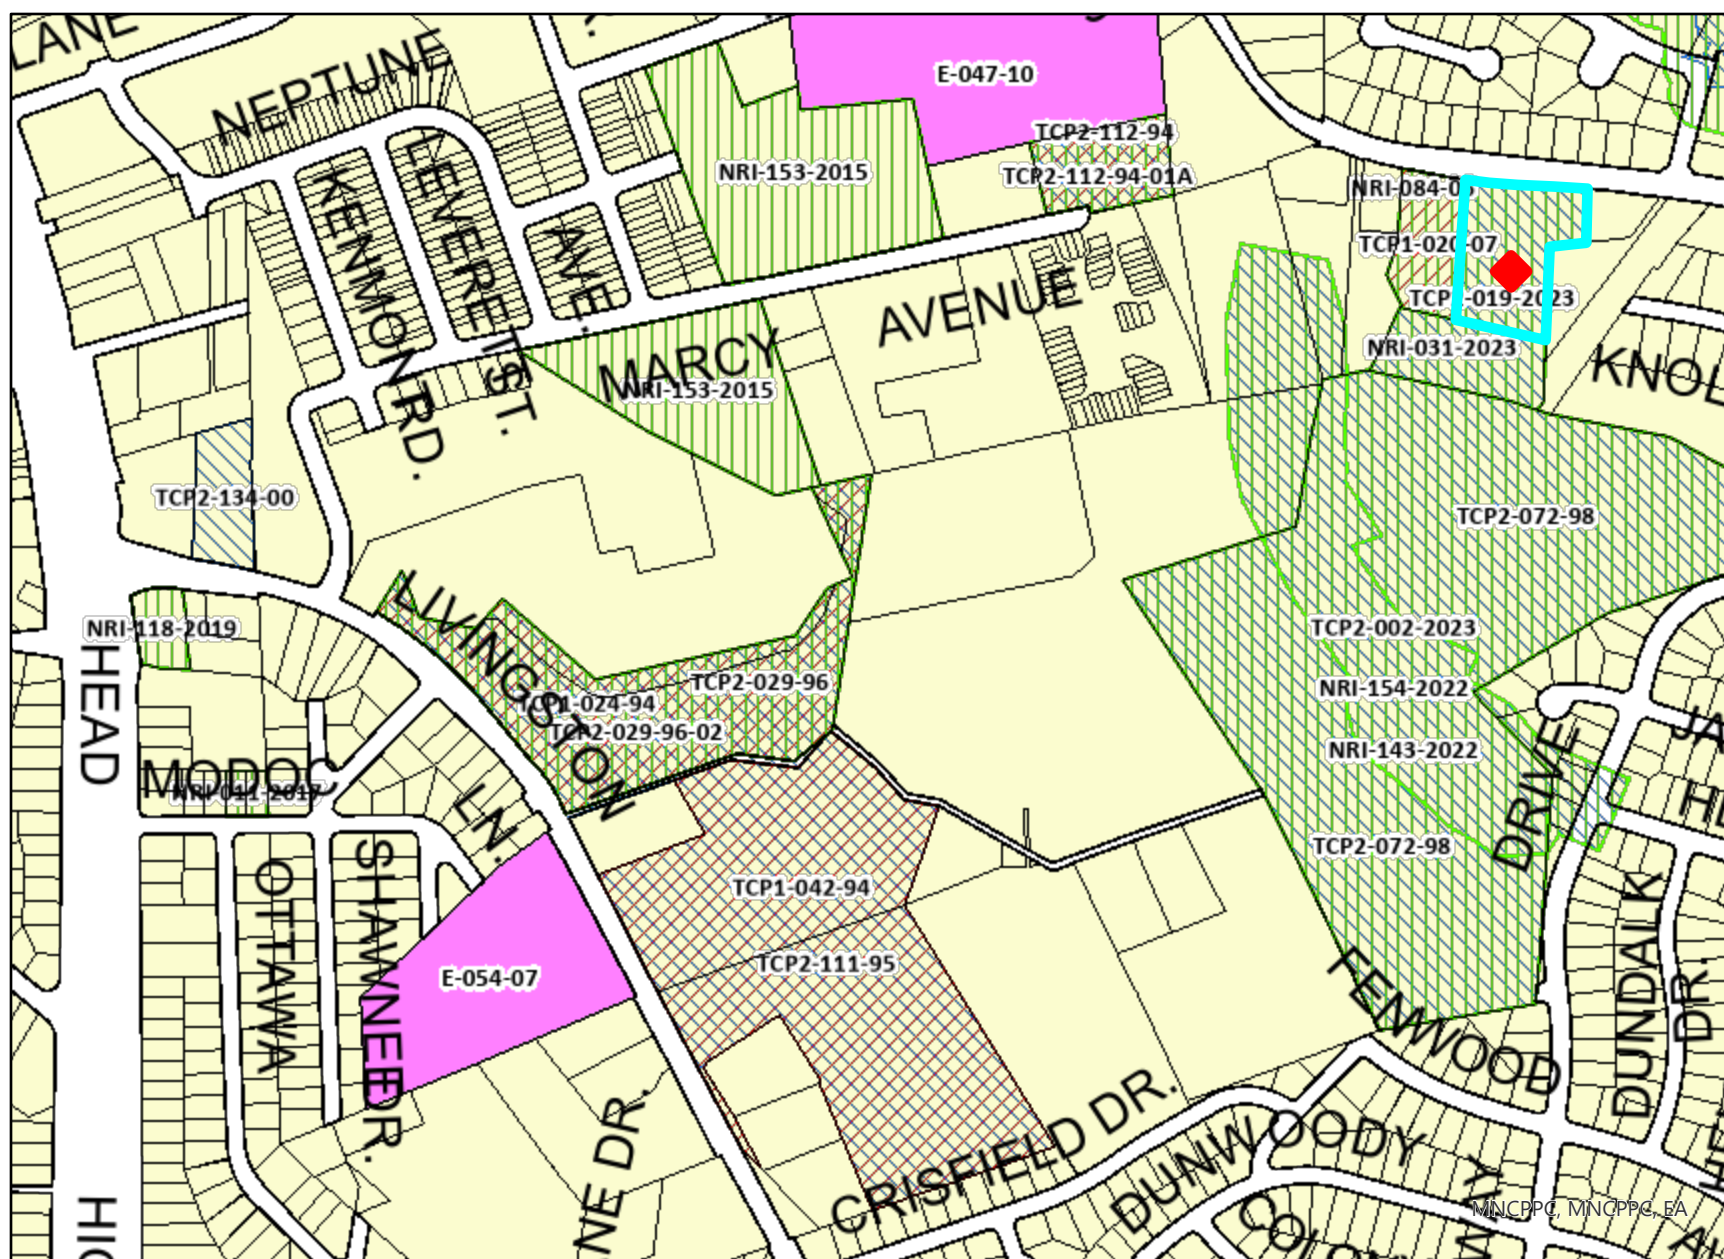 LANE
NEPTUNE
E-047-10
TCP2-112-94
NRI-153-2015
TCP2-112-94-01A
KENMONT RD.
LEVERETT ST.
AVE.
TCP1-020-07
AVENUE
MARCY
NRI-031-2023
NRI-153-2015
TCP2-134-00
TCP2-072-98
LIVINGSTON
NRI-118-2019
TCP2-002-2023
HEAD
TCP2-029-96
NRI-154-2022
TCP1-024-94
TCP2-029-96-02
NRI-143-2022
DRIVE
MODOC
NRI-011-2017
LN.
TCP2-072-98
OTTAWA
SHAWNEE DR.
TCP1-042-94
TCP2-111-95
E-054-07
FENWOOD
DUNDALK
DR.
CRISFIELD DR.
DUNWOODY
WAY
MNCPPC, MNCPPC, EA